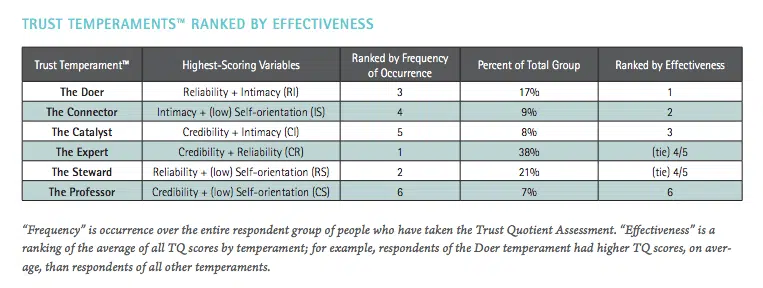 TRUST TEMPERAMENTS™ RANKED BY EFFECTIVENESS
Trust Temperament™ Highest-Scoring Variables Ranked by Frequency of Occurrence Percent of Total Group Ranked by Effectiveness
The Doer Reliability + Intimacy (RI) 3 17% 1
The Connector Intimacy + (low) Self-orientation (IS) 4 9% 2
The Catalyst Credibility + Intimacy (CI) 5 8% 3
The Expert Credibility + Reliability (CR) 1 38% (tie) 4/5
The Steward Reliability + (low) Self-orientation (RS) 2 21% (tie) 4/5
The Professor Credibility + (low) Self-orientation (CS) 6 7% 6
“Frequency” is occurrence over the entire respondent group of people who have taken the Trust Quotient Assessment. “Effectiveness” is a
ranking of the average of all TQ scores by temperament; for example, respondents of the Doer temperament had higher TQ scores, on aver-
age, than respondents of all other temperaments.